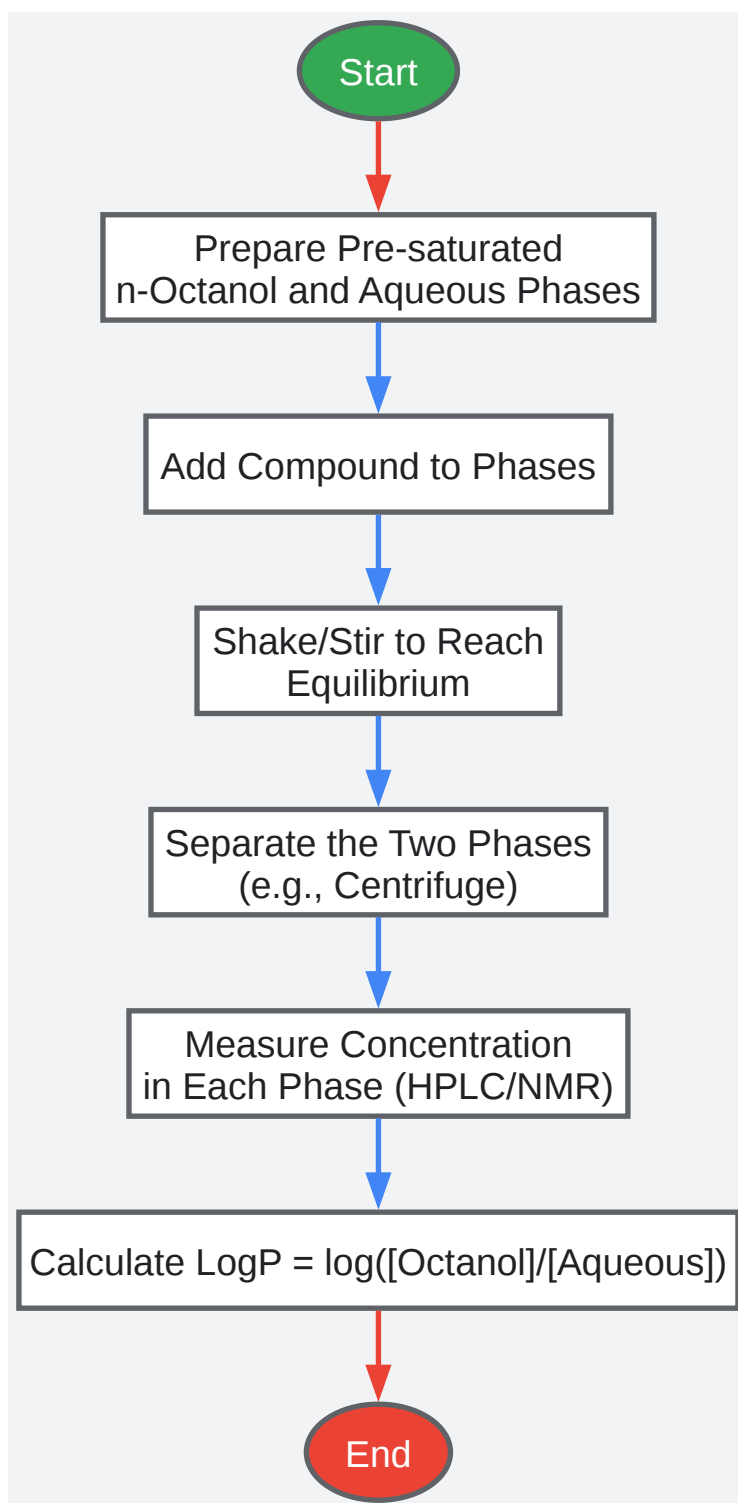 Start
Prepare Pre-saturated
n-Octanol and Aqueous Phases
Add Compound to Phases
Shake/Stir to Reach
Equilibrium
Separate the Two Phases
(e.g., Centrifuge)
Measure Concentration
in Each Phase (HPLC/NMR)
Calculate LogP = log([Octanol]/[Aqueous])
End